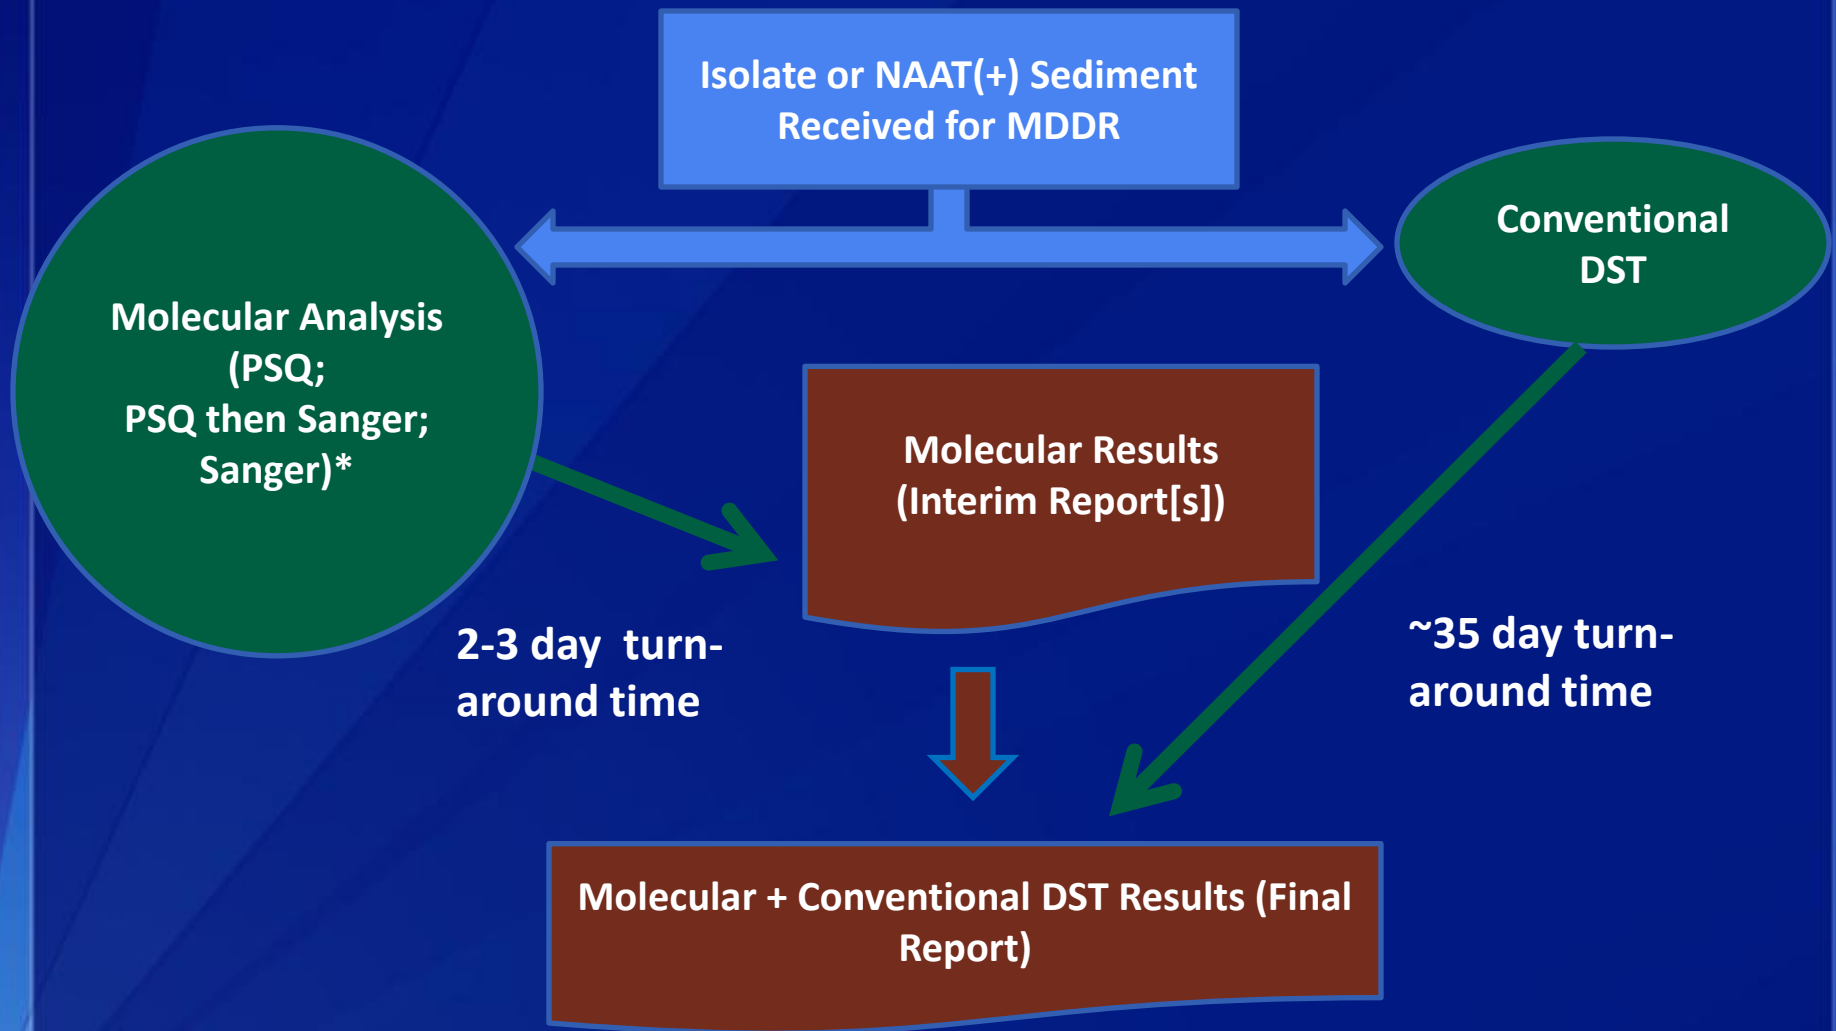 Isolate or NAAT(+) Sediment
Received for MDDR
Conventional
DST
Molecular Analysis
(PSQ;
PSQ then Sanger;
Sanger)*
Molecular Results
(Interim Report[s])
2-3 day turn-
around time
~35 day turn-
around time
Molecular + Conventional DST Results (Final
Report)